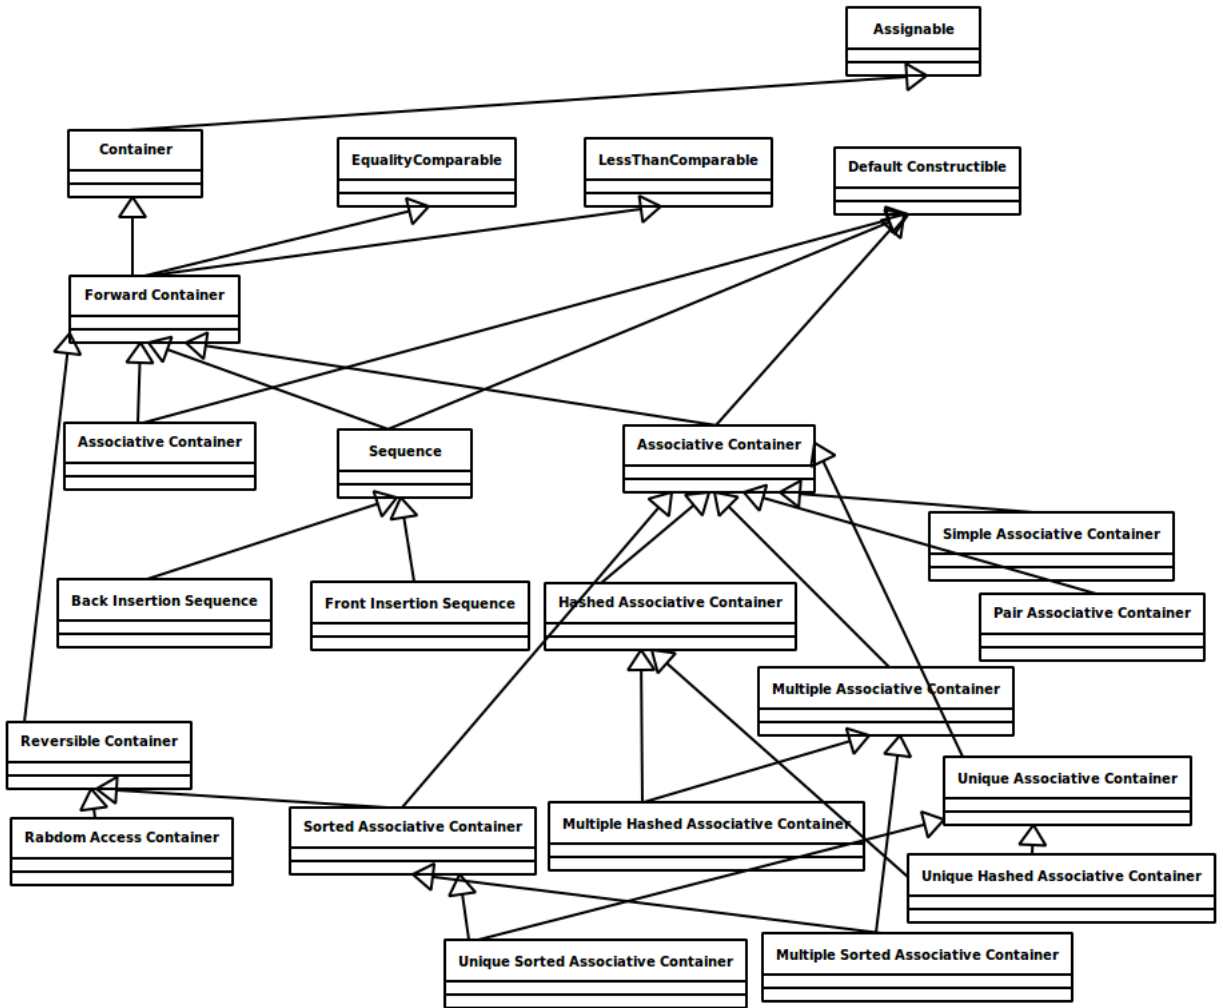 Assignable
Container
EqualityComparable
LessThanComparable
Default Constructible
Forward Container
Associative Container
Sequence
Associative Container
Simple Associative Container
Back Insertion Sequence
Front Insertion Sequence
Hashed Associative Container
Pair Associative Container
Multiple Associative Container
Reversible Container
Unique Associative Container
Rabdom Access Container
Sorted Associative Container
Multiple Hashed Associative Container
Unique Hashed Associative Container
Unique Sorted Associative Container
Multiple Sorted Associative Container